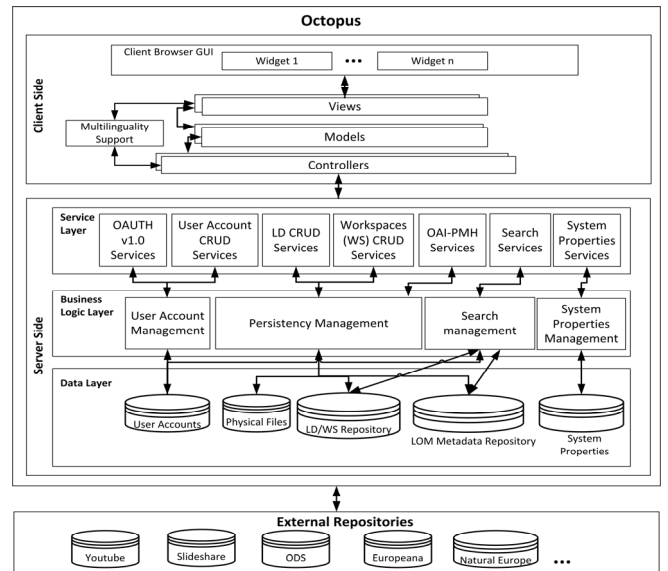 Octopus
Client Side
Client Browser GUI
Widget 1
•••
Widget n
Views
Multilinguality
Support
Models
Controllers
Server Side
Service
Layer
OAUTH
v1.0
Services
User Account
CRUD
Services
LD CRUD
Services
Workspaces
(WS) CRUD
Services
OAI-PMH
Services
Search
Services
System
Properties
Services
Business
Logic Layer
User Account
Management
Persistency Management
Search
management
System
Properties
Management
Data Layer
User Accounts
Physical Files
LD/WS Repository
LOM Metadata Repository
System
Properties
External Repositories
Youtube
Slideshare
ODS
Europeana
Natural Europe
•••